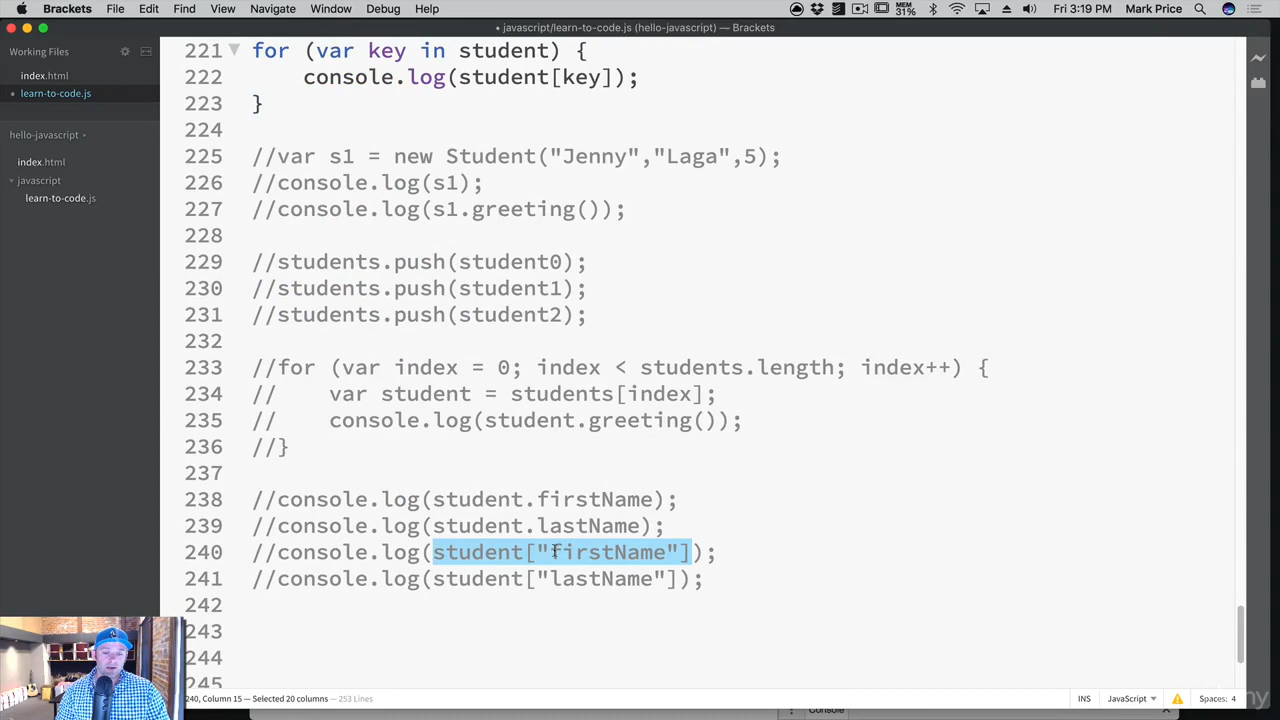 Brackets File Edit Find View Navigate Window Debug Help MEM 31% Fri 3:19 PM Mark Price
• javascript/learn-to-code.js (hello-javascript) — Brackets
Working Files
index.html
• learn-to-code.js
hello-javascript
index.html
javascript
learn-to-code.js
221 for (var key in student) {
222     console.log(student[key]);
223 }
224
225 //var s1 = new Student("Jenny","Laga",5);
226 //console.log(s1);
227 //console.log(s1.greeting());
228
229 //students.push(student0);
230 //students.push(student1);
231 //students.push(student2);
232
233 //for (var index = 0; index < students.length; index++) {
234 //    var student = students[index];
235 //    console.log(student.greeting());
236 //}
237
238 //console.log(student.firstName);
239 //console.log(student.lastName);
240 //console.log(student["firstName"]);
241 //console.log(student["lastName"]);
242
243
244
245
240, Column 15 — Selected 20 columns — 253 Lines INS JavaScript Spaces: 4
Console